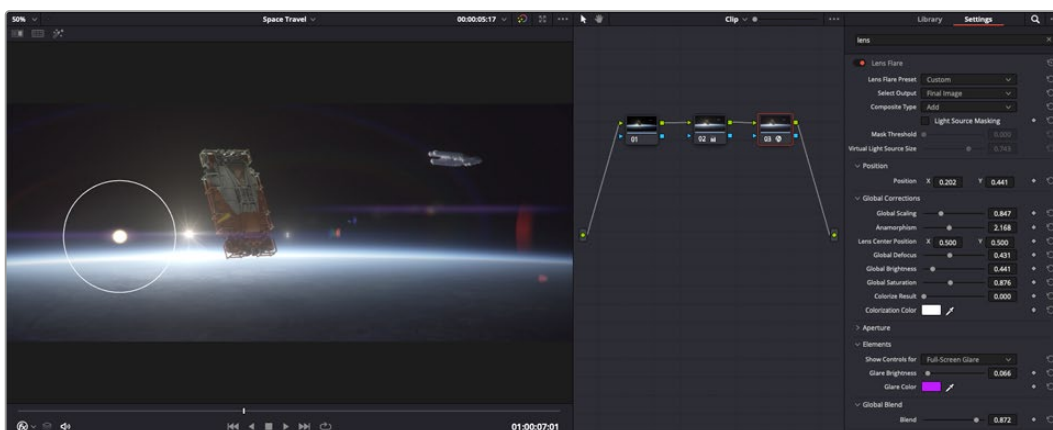 50%
Space Travel
00:00:05:17
Clip
Library
Settings
lens
Lens Flare
Lens Flare Preset Custom
Select Output Final Image
Composite Type Add
Light Source Masking
Mask Threshold 0.000
Virtual Light Source Size 0.743
Position
Position X 0.202 Y 0.441
Global Corrections
Global Scaling 0.847
Anamorphism 2.168
Lens Center Position X 0.500 Y 0.500
Global Defocus 0.431
Global Brightness 0.441
Global Saturation 0.876
Colorize Result 0.000
Colorization Color
Aperture
Elements
Show Controls for Full-Screen Glare
Glare Brightness 0.066
Glare Color
Global Blend
Blend 0.872
01
02
03
01:00:07:01